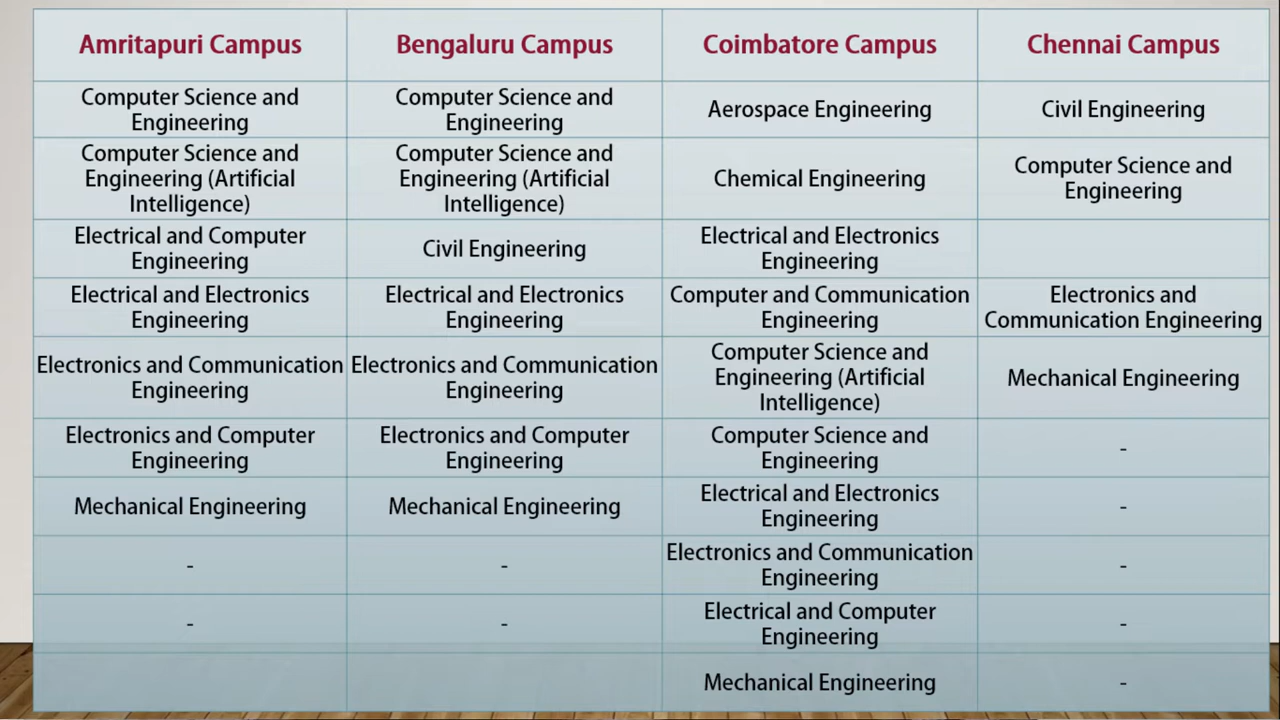 Amritapuri Campus
Bengaluru Campus
Coimbatore Campus
Chennai Campus
Computer Science and
Engineering
Computer Science and
Engineering
Aerospace Engineering
Civil Engineering
Computer Science and
Engineering (Artificial
Intelligence)
Computer Science and
Engineering (Artificial
Intelligence)
Chemical Engineering
Computer Science and
Engineering
Electrical and Computer
Engineering
Civil Engineering
Electrical and Electronics
Engineering
Electrical and Electronics
Engineering
Electrical and Electronics
Engineering
Computer and Communication
Engineering
Electronics and
Communication Engineering
Electronics and Communication
Engineering
Electronics and Communication
Engineering
Computer Science and
Engineering (Artificial
Intelligence)
Mechanical Engineering
Electronics and Computer
Engineering
Electronics and Computer
Engineering
Computer Science and
Engineering
-
Mechanical Engineering
Mechanical Engineering
Electrical and Electronics
Engineering
-
-
-
Electronics and Communication
Engineering
-
-
-
Electrical and Computer
Engineering
-
Mechanical Engineering
-